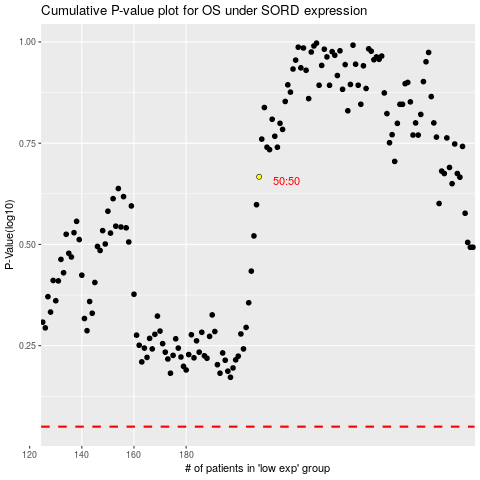 Cumulative P-value plot for OS under SORD expression
P-Value(log10)
1.00
0.75
0.50
0.25
50:50
120 140 160 180
# of patients in 'low exp' group